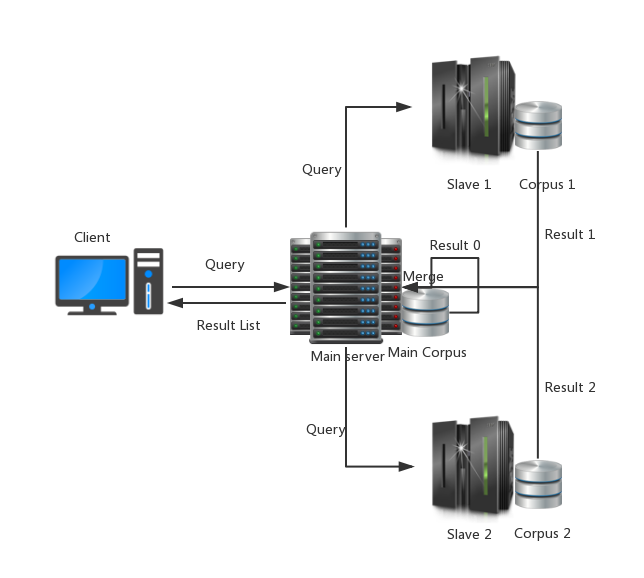 Slave 1
Corpus 1
Query
Client
Result 1
Result 0
Query
Merge
Result List
Main server
Main Corpus
Result 2
Query
Slave 2
Corpus 2